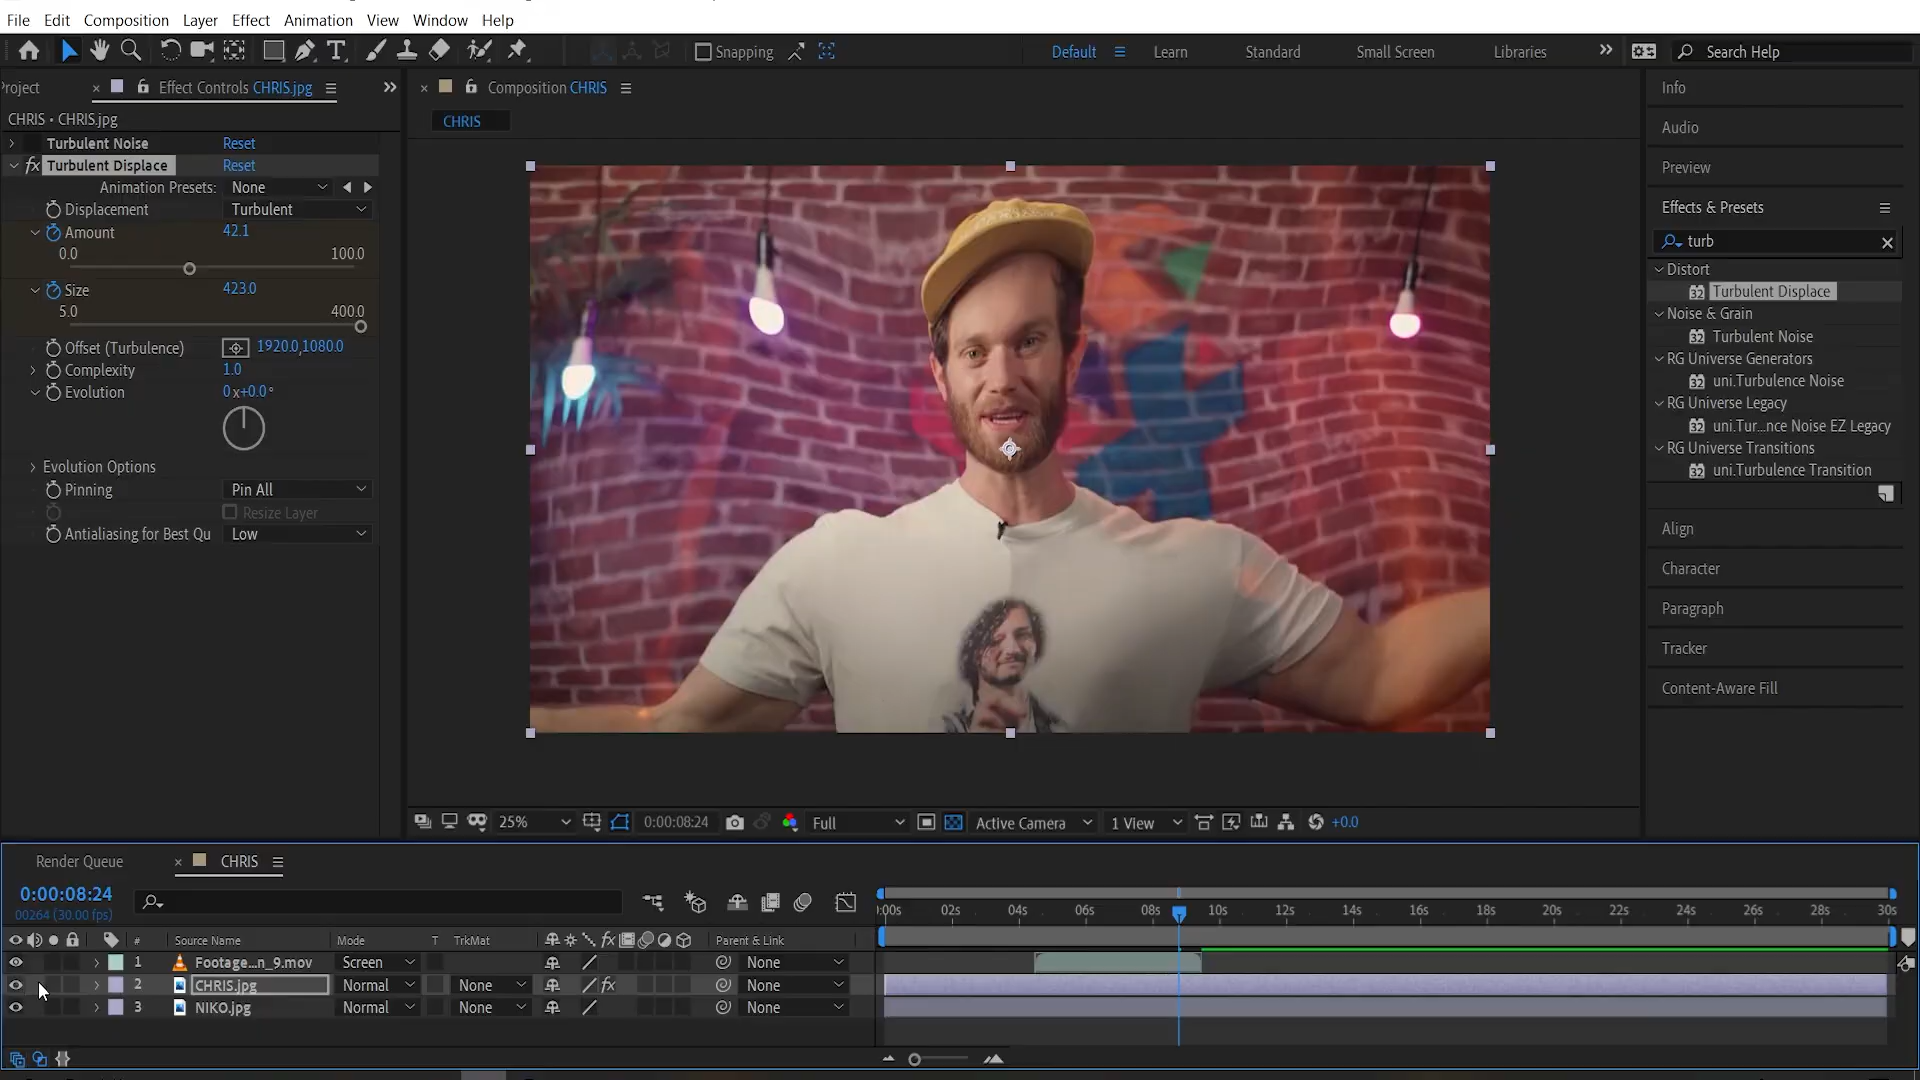 File Edit Composition Layer Effect Animation View Window Help
Snapping
Default Learn Standard Small Screen Libraries Search Help
roject
Effect Controls CHRIS.jpg
CHRIS • CHRIS.jpg
Turbulent Noise Reset
fx Turbulent Displace Reset
Animation Presets: None
Displacement Turbulent
Amount 42.1
0.0 100.0
Size 423.0
5.0 400.0
Offset (Turbulence) 1920.0,1080.0
Complexity 1.0
Evolution 0x+0.0°
Evolution Options
Pinning Pin All
Resize Layer
Antialiasing for Best Qu Low
Composition CHRIS
CHRIS
25% 0:00:08:24 Full Active Camera 1 View +0.0
Info
Audio
Preview
Effects & Presets
turb
Distort
32 Turbulent Displace
Noise & Grain
32 Turbulent Noise
RG Universe Generators
32 uni.Turbulence Noise
RG Universe Legacy
32 uni.Tur...nce Noise EZ Legacy
RG Universe Transitions
32 uni.Turbulence Transition
Align
Character
Paragraph
Tracker
Content-Aware Fill
Render Queue CHRIS
0:00:08:24
00264 (30.00 fps)
# Source Name Mode T TrkMat fx Parent & Link
1 Footage...n_9.mov Screen None
2 CHRIS.jpg Normal None fx None
3 NIKO.jpg Normal None None
:00s 02s 04s 06s 08s 10s 12s 14s 16s 18s 20s 22s 24s 26s 28s 30s